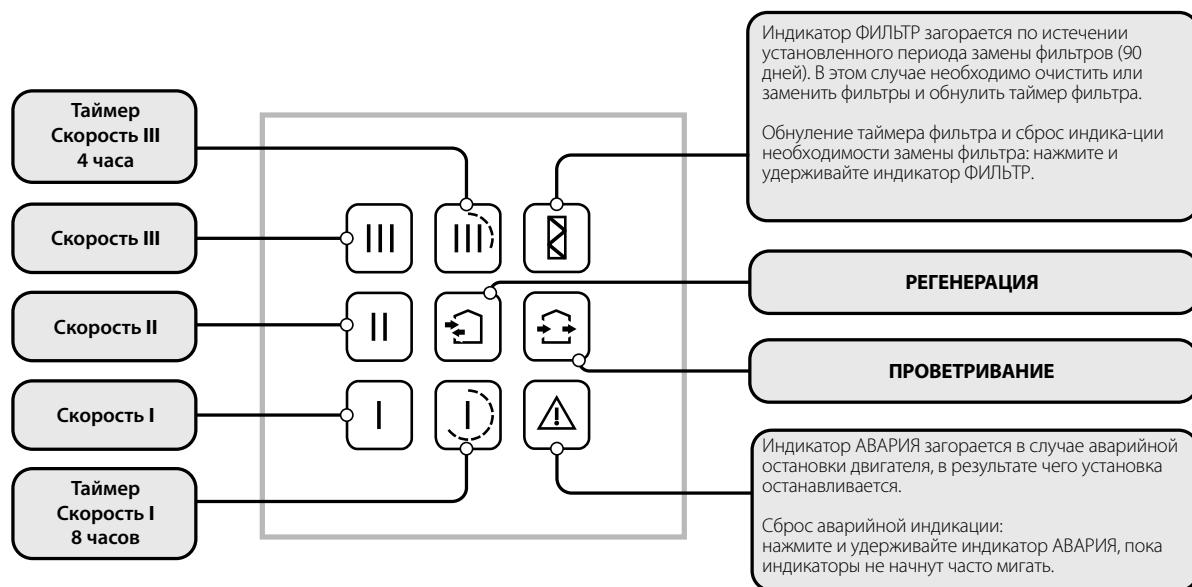 Таймер
Скорость III
4 часа
Скорость III
Скорость II
Скорость I
Таймер
Скорость I
8 часов
III
III
II
I
I
Индикатор ФИЛЬТР загорается по истечении
установленного периода замены фильтров (90
дней). В этом случае необходимо очистить или
заменить фильтры и обнулить таймер фильтра.
Обнуление таймера фильтра и сброс индика-ции
необходимости замены фильтра: нажмите и
удерживайте индикатор ФИЛЬТР.
РЕГЕНЕРАЦИЯ
ПРОВЕТРИВАНИЕ
Индикатор АВАРИЯ загорается в случае аварийной
остановки двигателя, в результате чего установка
останавливается.
Сброс аварийной индикации:
нажмите и удерживайте индикатор АВАРИЯ, пока
индикаторы не начнут часто мигать.